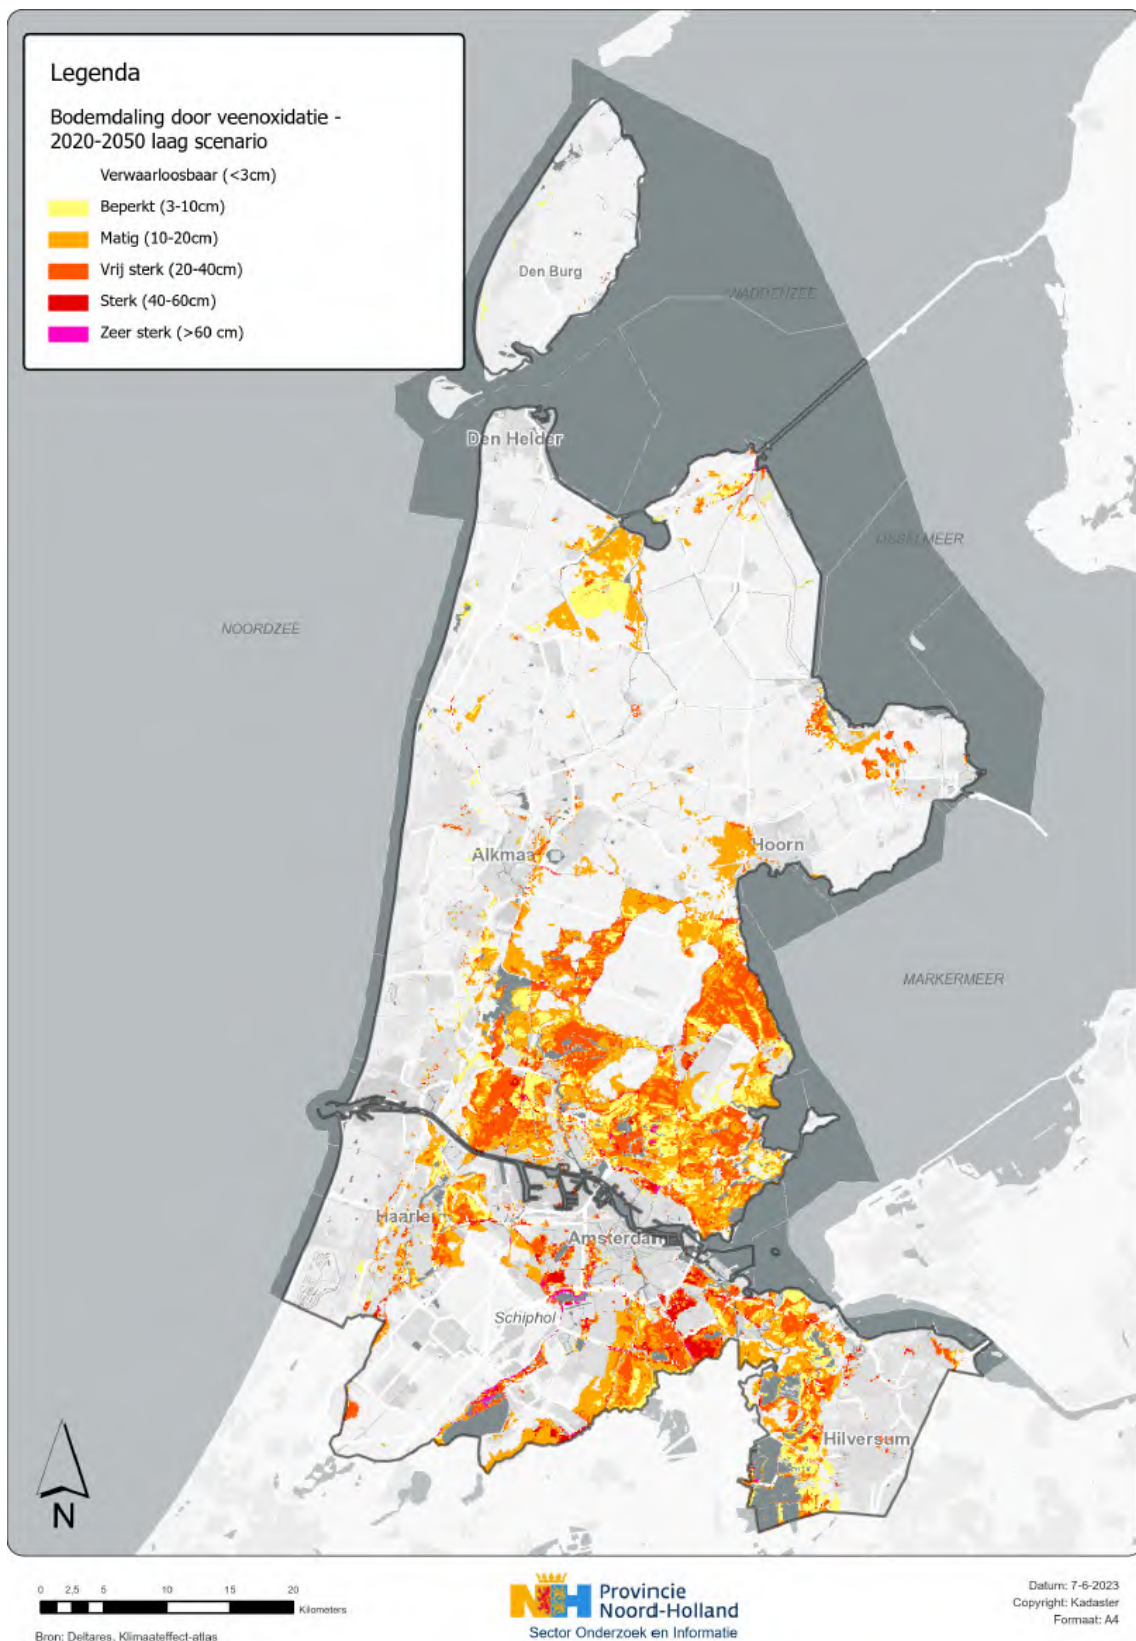 Legenda
Bodemdaling door veenoxidatie -
2020-2050 laag scenario
Verwaarloosbaar (<3cm)
Beperkt (3-10cm)
Matig (10-20cm)
Vrij sterk (20-40cm)
Sterk (40-60cm)
Zeer sterk (>60 cm)
Den Burg
WADDENZEE
Den Helder
IJSSELMEER
NOORDZEE
Hoorn
Alkmaa
MARKERMEER
Haarle
Amsterdam
Schiphol
Hilversum
N
0 2,5 5 10 15 20
Kilometers
Bron: Deltares, Klimaateffect-atlas
NH
Provincie
Noord-Holland
Sector Onderzoek en Informatie
Datum: 7-6-2023
Copyright: Kadaster
Formaat: A4